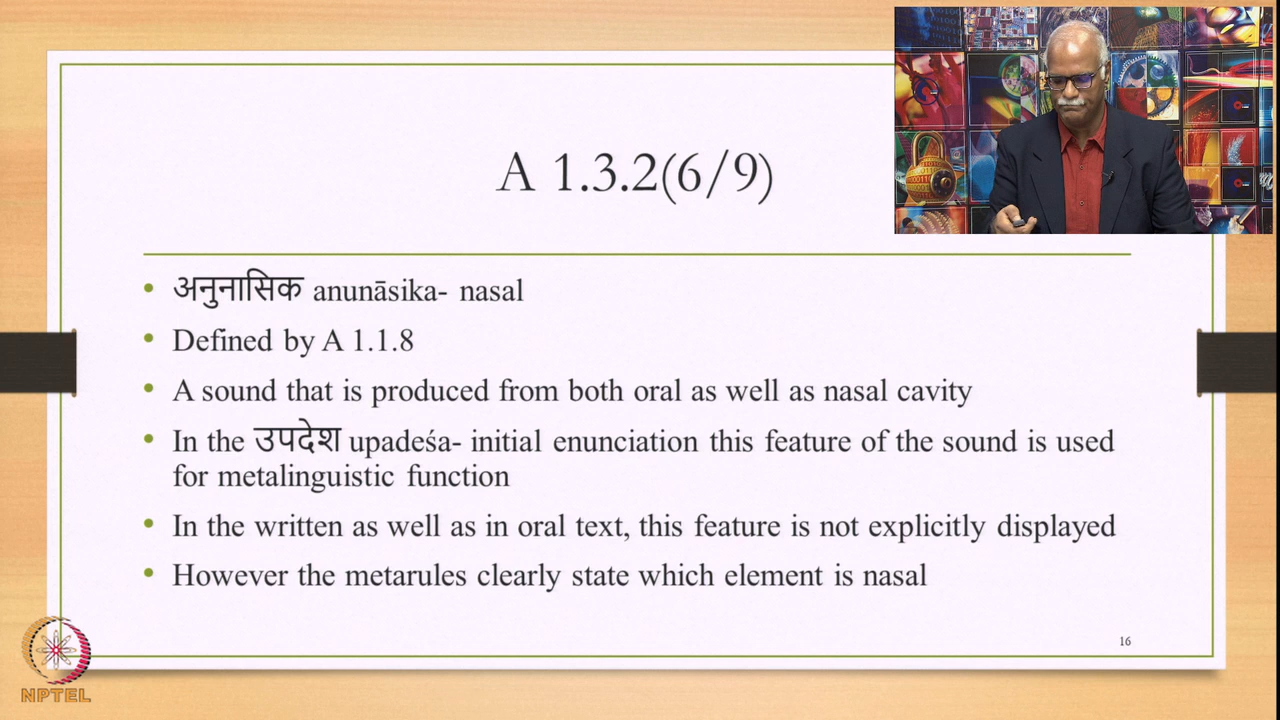 A 1.3.2(6/9)
• अनुनासिक anunāsika- nasal
• Defined by A 1.1.8
• A sound that is produced from both oral as well as nasal cavity
• In the उपदेश upadeśa- initial enunciation this feature of the sound is used
for metalinguistic function
• In the written as well as in oral text, this feature is not explicitly displayed
• However the metarules clearly state which element is nasal
16
NPTEL